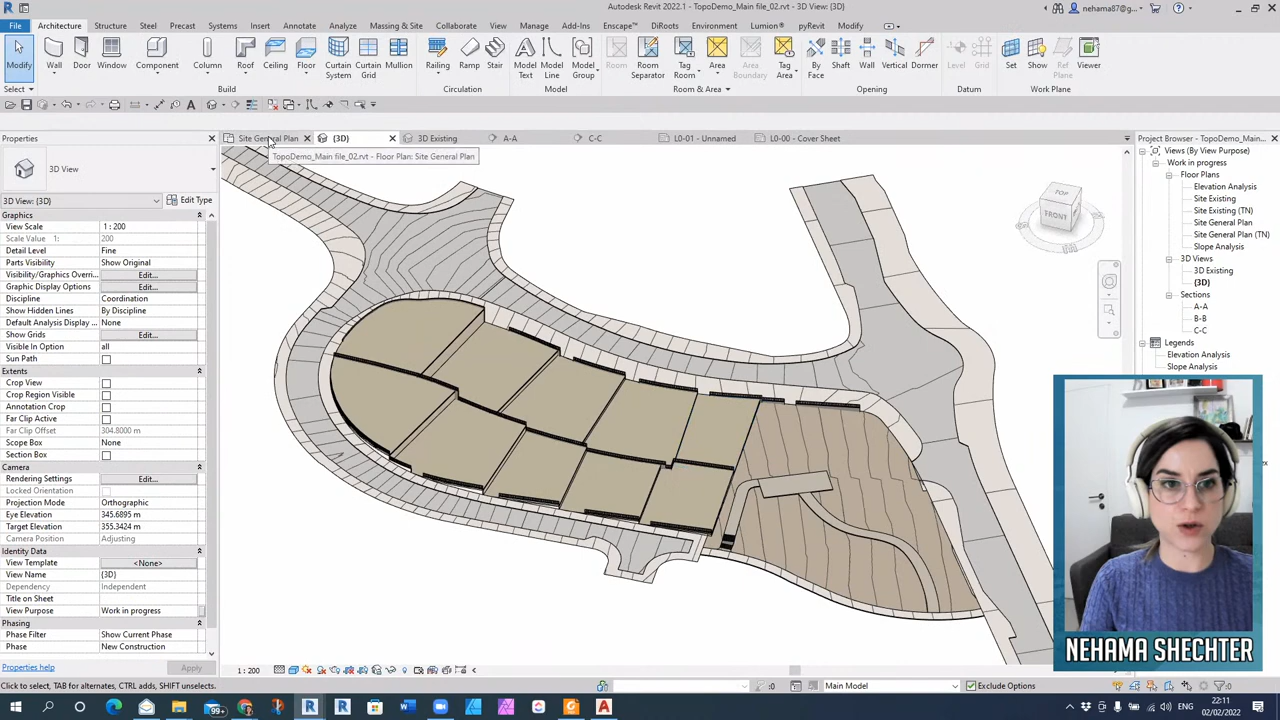 Autodesk Revit 2022.1 - TopoDemo_Main file_02.rvt - 3D View: {3D}
nehama87@g...
File Architecture Structure Steel Precast Systems Insert Annotate Analyze Massing & Site Collaborate View Manage Add-Ins Enscape™ DiRoots Environment Lumion® pyRevit Modify
Modify Wall Door Window Component Column Roof Ceiling Floor Curtain System Curtain Grid Mullion Railing Ramp Stair Model Text Model Line Model Group Room Room Separator Tag Room Area Area Boundary Tag Area By Face Shaft Wall Vertical Dormer Level Grid Set Show Ref Plane Viewer
Select Build Circulation Model Room & Area Opening Datum Work Plane
Properties
Site General Plan {3D} 3D Existing A-A C-C L0-01 - Unnamed L0-00 - Cover Sheet
TopoDemo_Main file_02.rvt - Floor Plan: Site General Plan
3D View
3D View: {3D} Edit Type
Graphics
View Scale 1 : 200
Scale Value 1: 200
Detail Level Fine
Parts Visibility Show Original
Visibility/Graphics Overri... Edit...
Graphic Display Options Edit...
Discipline Coordination
Show Hidden Lines By Discipline
Default Analysis Display ... None
Show Grids Edit...
Visible In Option all
Sun Path
Extents
Crop View
Crop Region Visible
Annotation Crop
Far Clip Active
Far Clip Offset 304.8000 m
Scope Box None
Section Box
Camera
Rendering Settings Edit...
Locked Orientation
Projection Mode Orthographic
Eye Elevation 345.6895 m
Target Elevation 355.3424 m
Camera Position Adjusting
Identity Data
View Template <None>
View Name {3D}
Dependency Independent
Title on Sheet
View Purpose Work in progress
Phasing
Phase Filter Show Current Phase
Phase New Construction
Properties help Apply
TOP
FRONT
Project Browser - TopoDemo_Main...
Views (By View Purpose)
Work in progress
Floor Plans
Elevation Analysis
Site Existing
Site Existing (TN)
Site General Plan
Site General Plan (TN)
Slope Analysis
3D Views
3D Existing
{3D}
Sections
A-A
B-B
C-C
Legends
Elevation Analysis
Slope Analysis
NEHAMA SHECHTER
1 : 200
Click to select, TAB for alternates, CTRL adds, SHIFT unselects.
:0 Main Model Exclude Options :0
99+
ENG 22:11
02/02/2022